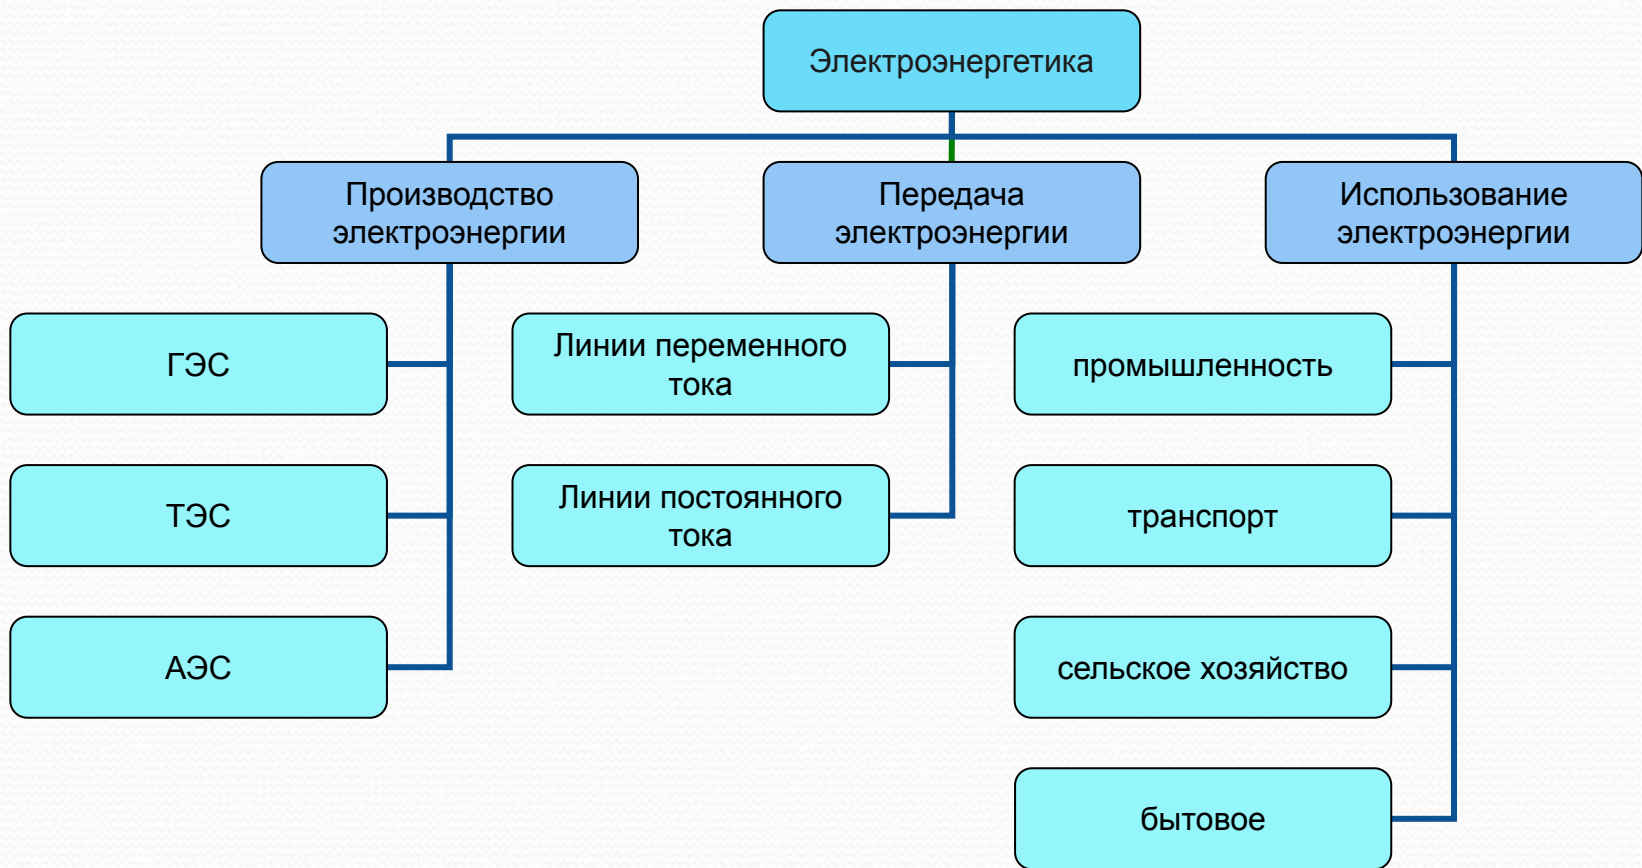 Электроэнергетика
Производство
электроэнергии
Передача
электроэнергии
Использование
электроэнергии
ГЭС
Линии переменного
тока
промышленность
ТЭС
Линии постоянного
тока
транспорт
АЭС
сельское хозяйство
бытовое